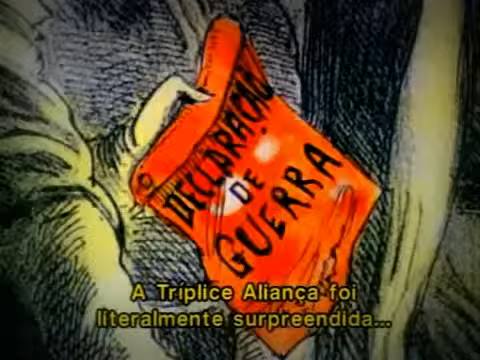 DECLARAÇÃO
DE
GUERRA
A Tríplice Aliança foi
literalmente surpreendida...